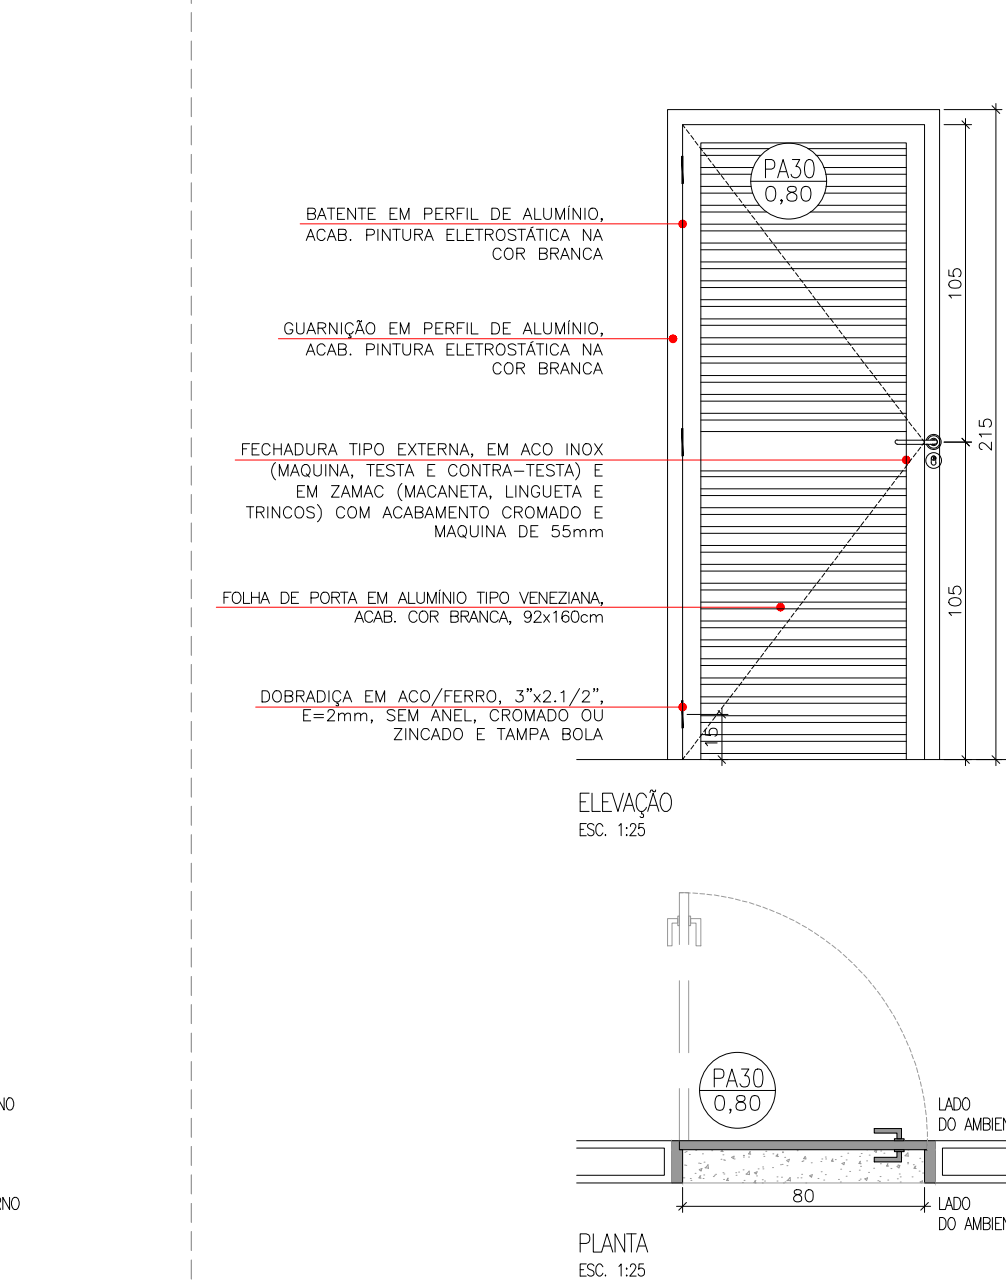 PA30
0,80
BATENTE EM PERFIL DE ALUMÍNIO,
ACAB. PINTURA ELETROSTÁTICA NA
COR BRANCA
105
GUARNIÇÃO EM PERFIL DE ALUMÍNIO,
ACAB. PINTURA ELETROSTÁTICA NA
COR BRANCA
215
FECHADURA TIPO EXTERNA, EM ACO INOX
(MAQUINA, TESTA E CONTRA-TESTA) E
EM ZAMAC (MACANETA, LINGUETA E
TRINCOS) COM ACABAMENTO CROMADO E
MAQUINA DE 55mm
105
FOLHA DE PORTA EM ALUMÍNIO TIPO VENEZIANA,
ACAB. COR BRANCA, 92x160cm
DOBRADIÇA EM ACO/FERRO, 3"x2.1/2",
E=2mm, SEM ANEL, CROMADO OU
ZINCADO E TAMPA BOLA
15
ELEVAÇÃO
ESC. 1:25
PA30
0,80
LADO
DO AMBIEN
NO
80
RNO
LADO
DO AMBIEN
PLANTA
ESC. 1:25